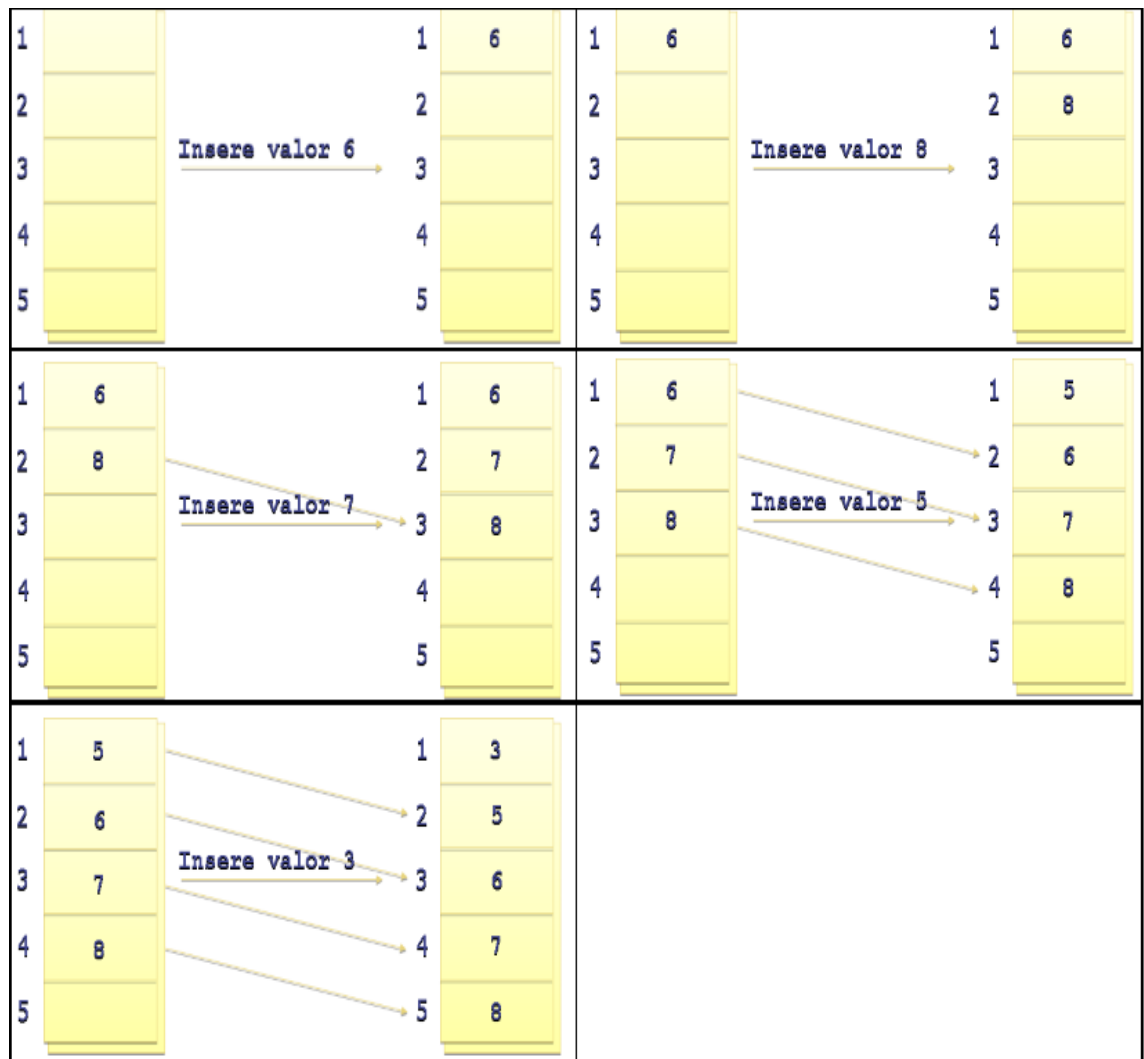 1 1 6
2 2
Insere valor 6
3 3
4 4
5 5
1 6 1 6
2 2 8
Insere valor 8
3 3
4 4
5 5
1 6 1 6
2 8 2 7
Insere valor 7
3 3 8
4 4
5 5
1 6 1 5
2 7 2 6
Insere valor 5
3 8 3 7
4 4 8
5 5
1 5 1 3
2 6 2 5
Insere valor 3
3 7 3 6
4 8 4 7
5 5 8